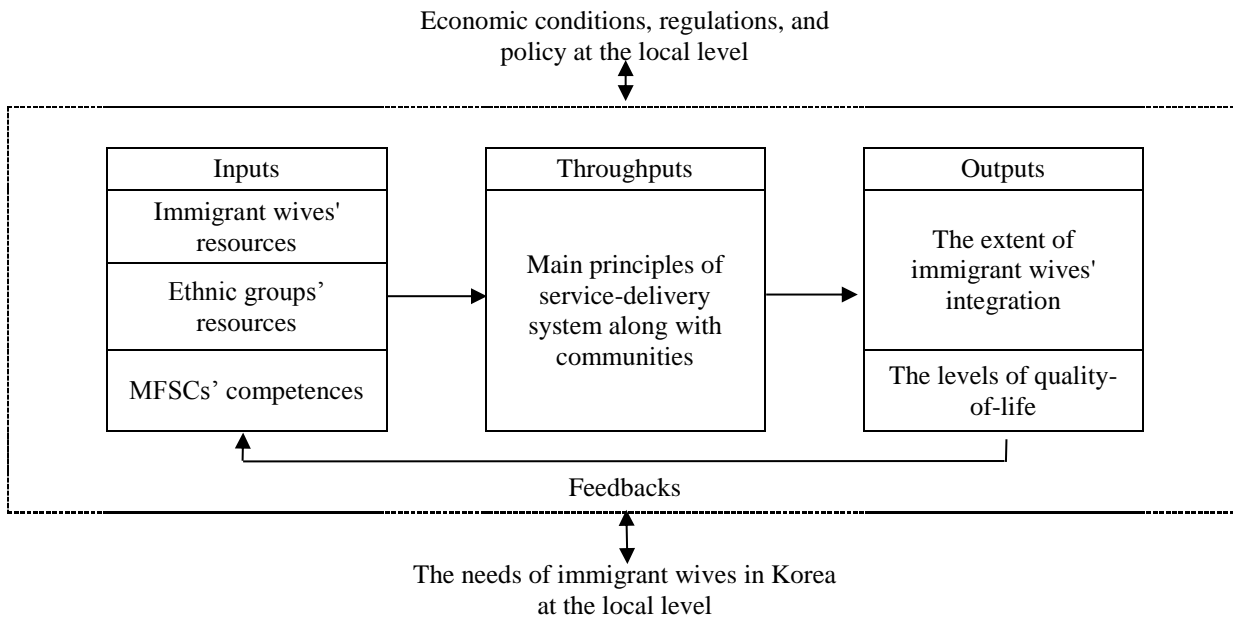 Economic conditions, regulations, and
policy at the local level
Inputs
Immigrant wives'
resources
Ethnic groups’
resources
MFSCs’ competences
Throughputs
Main principles of
service-delivery
system along with
communities
Outputs
The extent of
immigrant wives'
integration
The levels of quality-
of-life
Feedbacks
The needs of immigrant wives in Korea
at the local level